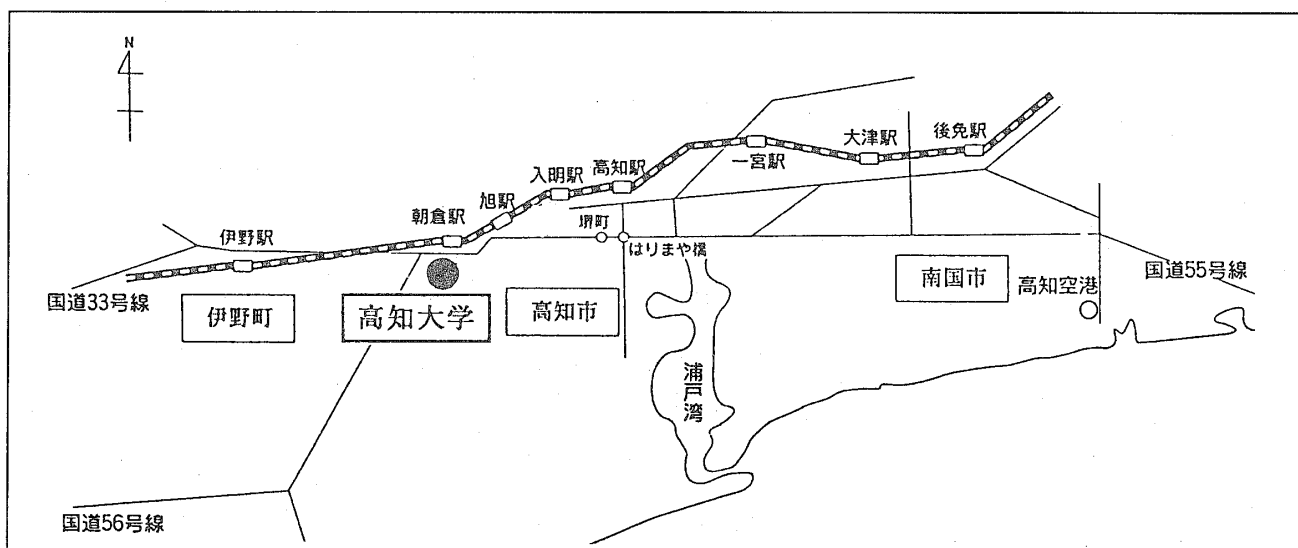 N
後免駅
大津駅
一宮駅
高知駅
入明駅
旭駅
朝倉駅
伊野駅
堺町
はりまや橋
国道33号線
伊野町
高知大学
高知市
南国市
高知空港
国道55号線
浦戸湾
国道56号線